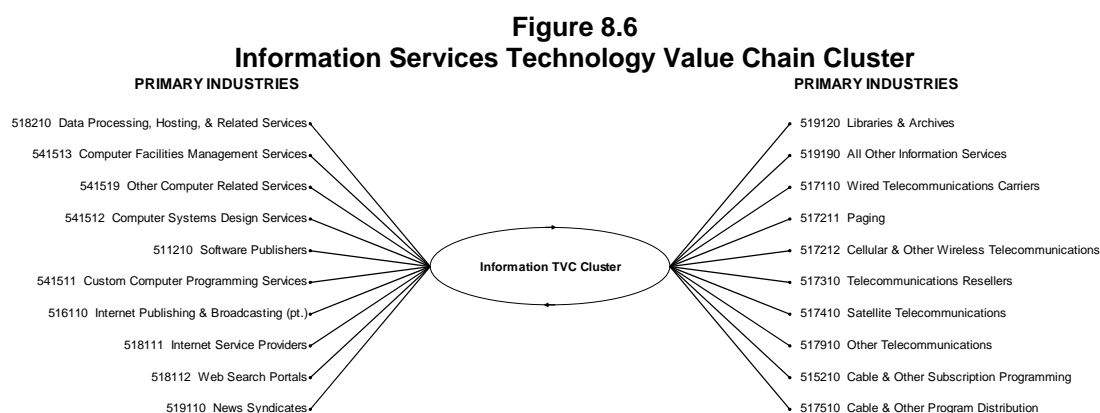 Figure 8.6
Information Services Technology Value Chain Cluster
PRIMARY INDUSTRIES
518210 Data Processing, Hosting, & Related Services
541513 Computer Facilities Management Services
541519 Other Computer Related Services
541512 Computer Systems Design Services
511210 Software Publishers
541511 Custom Computer Programming Services
516110 Internet Publishing & Broadcasting (pt.)
518111 Internet Service Providers
518112 Web Search Portals
519110 News Syndicates
Information TVC Cluster
PRIMARY INDUSTRIES
519120 Libraries & Archives
519190 All Other Information Services
517110 Wired Telecommunications Carriers
517211 Paging
517212 Cellular & Other Wireless Telecommunications
517310 Telecommunications Resellers
517410 Satellite Telecommunications
517910 Other Telecommunications
515210 Cable & Other Subscription Programming
517510 Cable & Other Program Distribution